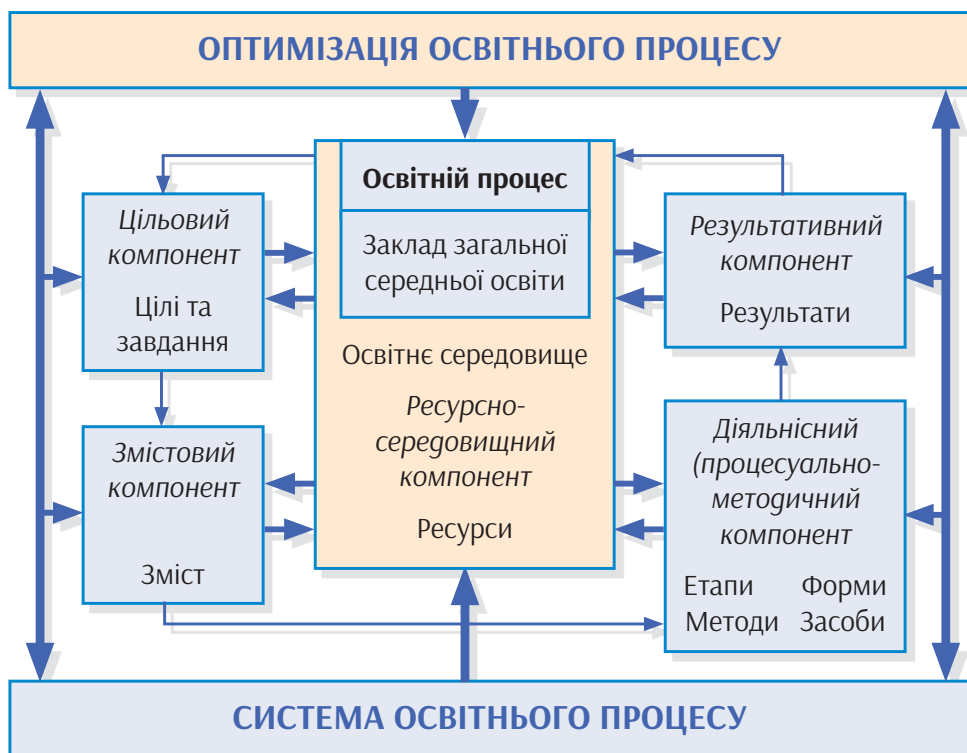 ОПТИМІЗАЦІЯ ОСВІТНЬОГО ПРОЦЕСУ
Освітній процес
Заклад загальної
середньої освіти
Освітнє середовище
Ресурсно-
середовищний
компонент
Ресурси
Цільовий
компонент
Цілі та
завдання
Змістовий
компонент
Зміст
Результативний
компонент
Результати
Діяльнісний
(процесуально-
методичний
компонент
Етапи Форми
Методи Засоби
СИСТЕМА ОСВІТНЬОГО ПРОЦЕСУ